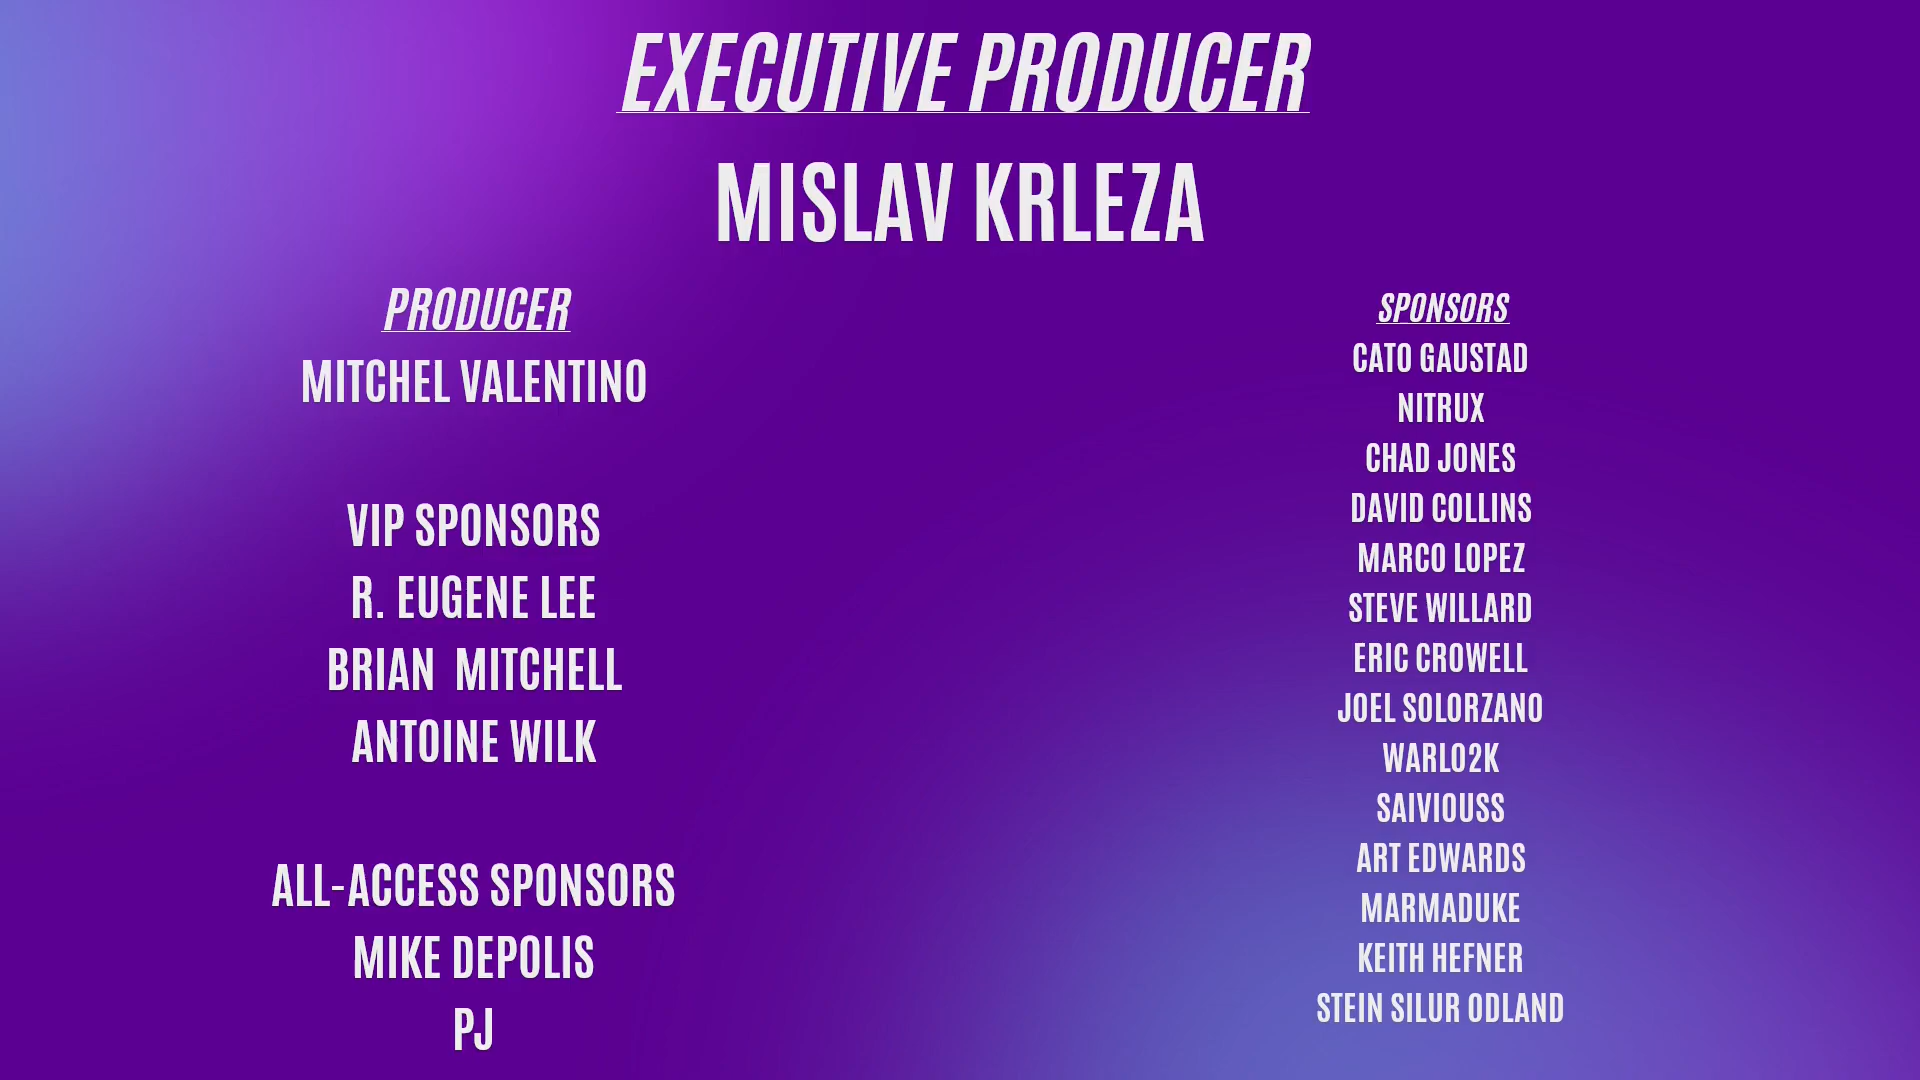 EXECUTIVE PRODUCER
MISLAV KRLEZA
PRODUCER
MITCHEL VALENTINO
VIP SPONSORS
R. EUGENE LEE
BRIAN  MITCHELL
ANTOINE WILK
ALL-ACCESS SPONSORS
MIKE DEPOLIS
PJ
SPONSORS
CATO GAUSTAD
NITRUX
CHAD JONES
DAVID COLLINS
MARCO LOPEZ
STEVE WILLARD
ERIC CROWELL
JOEL SOLORZANO
WARLO2K
SAIVIOUSS
ART EDWARDS
MARMADUKE
KEITH HEFNER
STEIN SILUR ODLAND